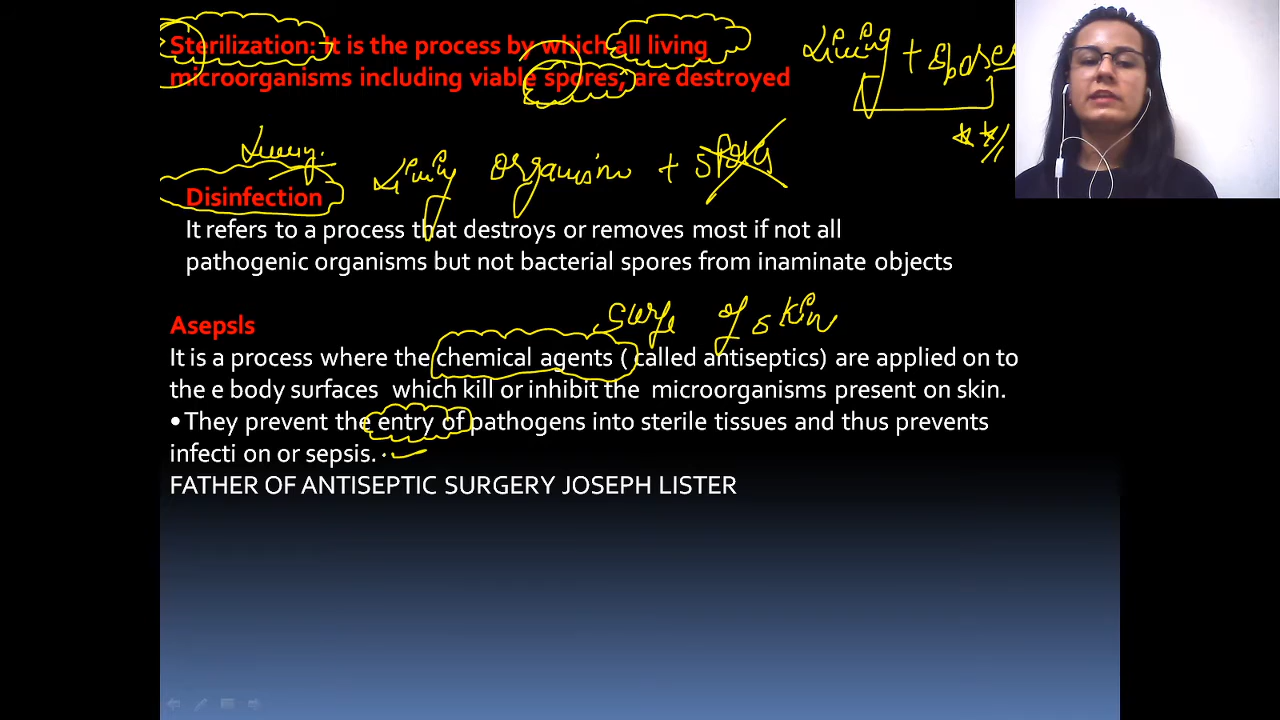 Sterilization: It is the process by which all living
microorganisms including viable spores, are destroyed
Living + spores
Living
Living organism + spores
Disinfection
It refers to a process that destroys or removes most if not all
pathogenic organisms but not bacterial spores from inaminate objects
surfe of skin
Asepsls
It is a process where the chemical agents ( called antiseptics) are applied on to
the e body surfaces which kill or inhibit the microorganisms present on skin.
•They prevent the entry of pathogens into sterile tissues and thus prevents
infecti on or sepsis.
FATHER OF ANTISEPTIC SURGERY JOSEPH LISTER